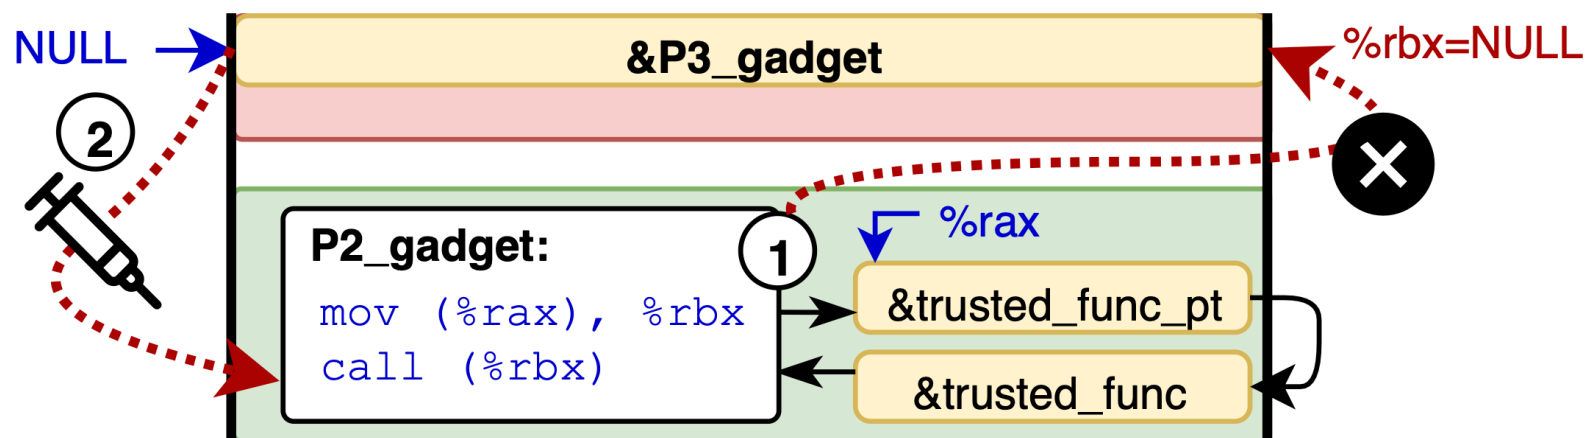 NULL
&P3_gadget
%rbx=NULL
2
P2_gadget:
1
%rax
mov (%rax), %rbx
&trusted_func_pt
call (%rbx)
&trusted_func